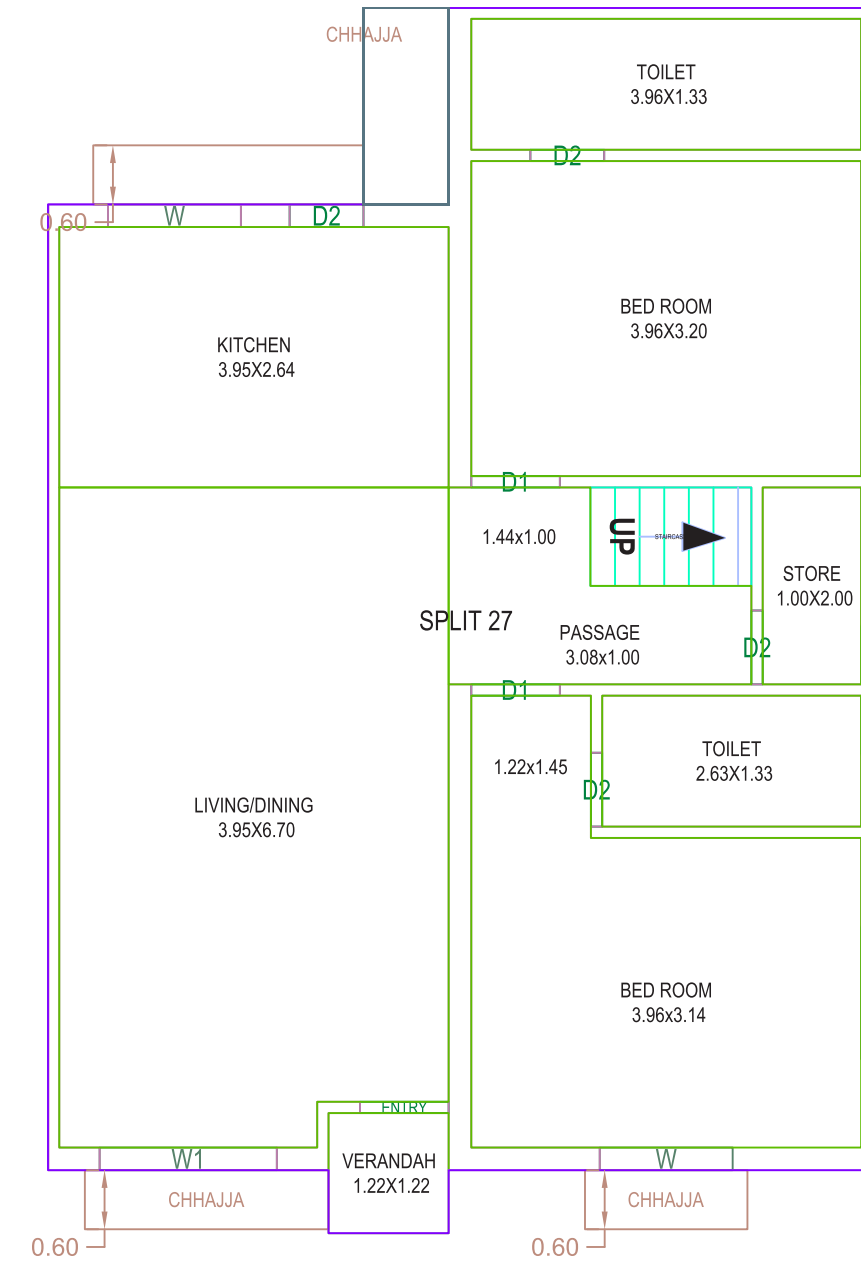 CHHAJJA
TOILET
3.96X1.33
D2
0.60
W
D2
BED ROOM
3.96X3.20
KITCHEN
3.95X2.64
D1
1.44x1.00
UP
STAIRCAS
STORE
1.00X2.00
SPLIT 27
PASSAGE
3.08x1.00
D2
D1
1.22x1.45
TOILET
2.63X1.33
D2
LIVING/DINING
3.95X6.70
BED ROOM
3.96x3.14
ENTRY
W1
VERANDAH
1.22X1.22
W
CHHAJJA
CHHAJJA
0.60
0.60